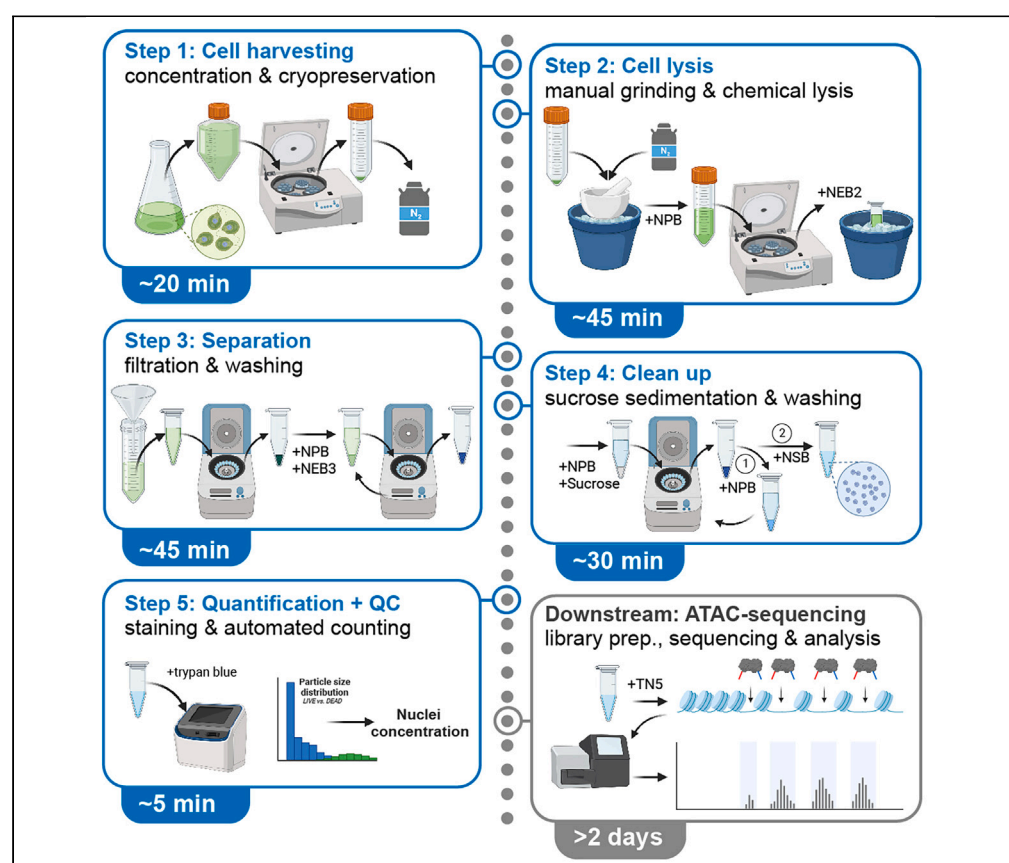 Step 1: Cell harvesting
concentration & cryopreservation
N₂
~20 min
Step 2: Cell lysis
manual grinding & chemical lysis
N₂
+NPB
+NEB2
~45 min
Step 3: Separation
filtration & washing
+NPB
+NEB3
~45 min
Step 4: Clean up
sucrose sedimentation & washing
+NPB
+Sucrose
1
+NPB
2
+NSB
~30 min
Step 5: Quantification + QC
staining & automated counting
+trypan blue
Particle size
distribution
LIVE vs. DEAD
Nuclei
concentration
~5 min
Downstream: ATAC-sequencing
library prep., sequencing & analysis
+TN5
>2 days